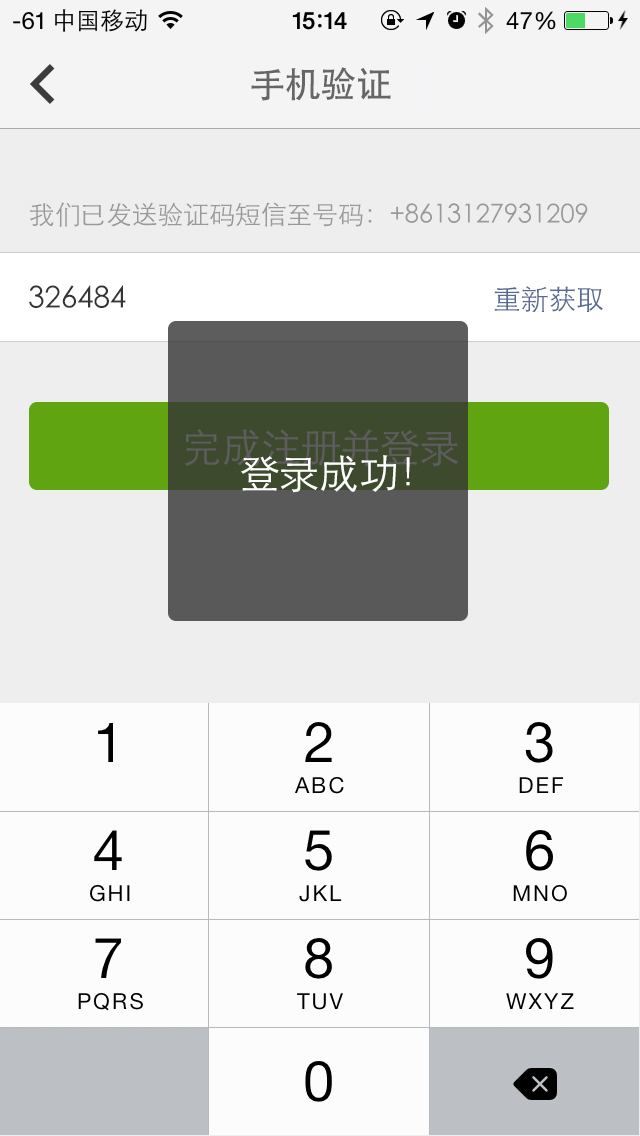 -61 中国移动 15:14 47%
手机验证
我们已发送验证码短信至号码：+8613127931209
326484 重新获取
完成注册并登录
登录成功！
1 2 3
ABC DEF
4 5 6
GHI JKL MNO
7 8 9
PQRS TUV WXYZ
0